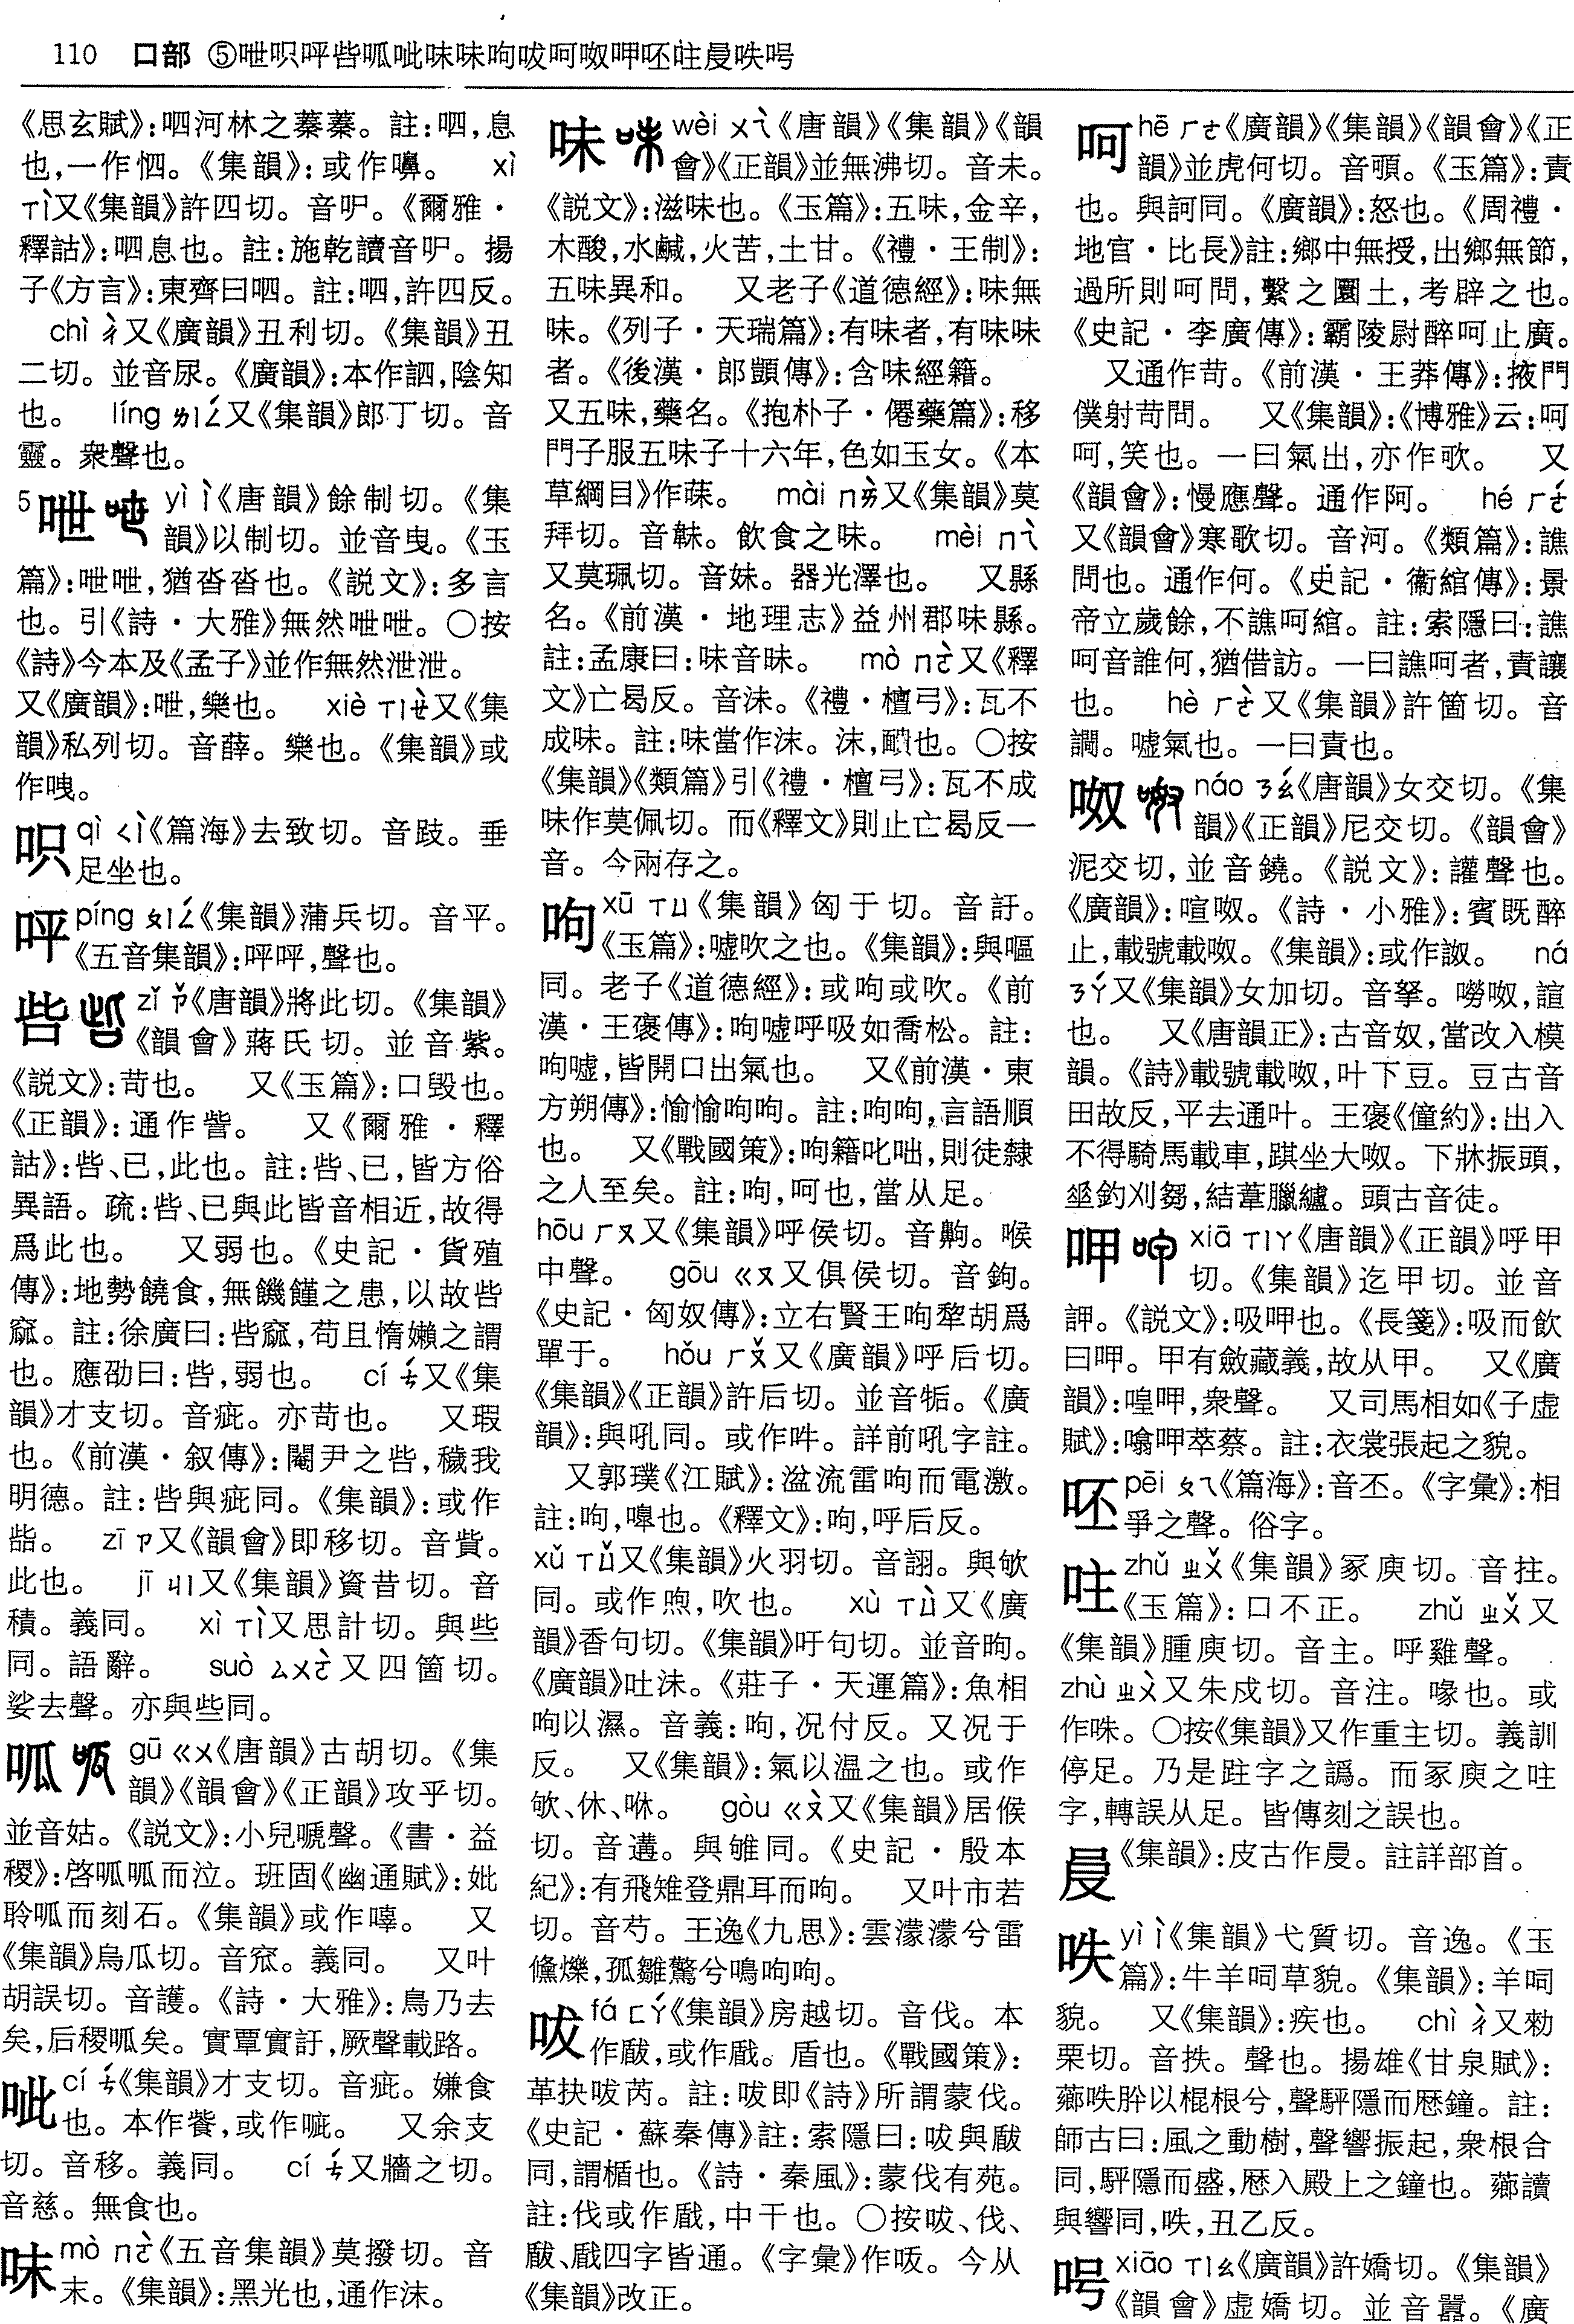 110 口部 ⑤呭呮呯呰呱呲味味呴呅呵呶呷呸咗㫗呹呺
《思玄賦》:呬河林之蓁蓁。註:呬,息
也,一作怬。《集韻》:或作嚊。 xì
ㄒㄧˋ又《集韻》許四切。音呎。《爾雅·
釋詁》:呬息也。註:施乾讀音呎。揚
子《方言》:東齊曰呬。註:呬,許四反。
chì ㄔˋ又《廣韻》丑利切。《集韻》丑
二切。並音尿。《廣韻》:本作訵,陰知
也。 líng ㄌㄧㄥˊ又《集韻》郎丁切。音
靈。衆聲也。
5 呭 yì ㄧˋ《唐韻》餘制切。《集
韻》以制切。並音曳。《玉
篇》:呭呭,猶沓沓也。《説文》:多言
也。引《詩·大雅》無然呭呭。○按
《詩》今本及《孟子》並作無然泄泄。
又《廣韻》:呭,樂也。 xiè ㄒㄧㄝˋ又《集
韻》私列切。音薛。樂也。《集韻》或
作㖂。
呮 qì ㄑㄧˋ《篇海》去致切。音跂。垂
足坐也。
呯 píng ㄆㄧㄥˊ《集韻》蒲兵切。音平。
《五音集韻》:呯呯,聲也。
呰 zǐ ㄗˇ《唐韻》將此切。《集韻》
《韻會》蔣氏切。並音紫。
《説文》:苛也。 又《玉篇》:口毀也。
《正韻》:通作訾。 又《爾雅·釋
詁》:呰、已,此也。註:呰、已,皆方俗
異語。疏:呰、已與此皆音相近,故得
爲此也。 又弱也。《史記·貨殖
傳》:地勢饒食,無饑饉之患,以故呰
窳。註:徐廣曰:呰窳,苟且惰嬾之謂
也。應劭曰:呰,弱也。 cí ㄘˊ又《集
韻》才支切。音疵。亦苛也。 又瑕
也。《前漢·叙傳》:閹尹之呰,穢我
明德。註:呰與疵同。《集韻》:或作
㱔。 zī ㄗ又《韻會》即移切。音貲。
此也。 jī ㄐㄧ又《集韻》資昔切。音
積。義同。 xì ㄒㄧˋ又思計切。與些
同。語辭。 suò ㄙㄨㄛˋ又四箇切。
娑去聲。亦與些同。
呱 gū ㄍㄨ《唐韻》古胡切。《集
韻》《韻會》《正韻》攻乎切。
並音姑。《説文》:小兒嗁聲。《書·益
稷》:啓呱呱而泣。班固《幽通賦》:妣
聆呱而刻石。《集韻》或作㗕。 又
《集韻》烏瓜切。音窊。義同。 又叶
胡誤切。音護。《詩·大雅》:鳥乃去
矣,后稷呱矣。實覃實訏,厥聲載路。
呲 cí ㄘˊ《集韻》才支切。音疵。嫌食
也。本作飺,或作㖢。 又余支
切。音移。義同。 cí ㄘˊ又牆之切。
音慈。無食也。
味 mò ㄇㄛˋ《五音集韻》莫撥切。音
末。《集韻》:黑光也,通作沬。
味 wèi ㄨㄟˋ《唐韻》《集韻》《韻
會》《正韻》並無沸切。音未。
《説文》:滋味也。《玉篇》:五味,金辛,
木酸,水鹹,火苦,土甘。《禮·王制》:
五味異和。 又老子《道德經》:味無
味。《列子·天瑞篇》:有味者,有味味
者。《後漢·郎顗傳》:含味經籍。
又五味,藥名。《抱朴子·僊藥篇》:移
門子服五味子十六年,色如玉女。《本
草綱目》作菋。 mài ㄇㄞˋ又《集韻》莫
拜切。音韎。飲食之味。 mèi ㄇㄟˋ
又莫珮切。音妹。器光澤也。 又縣
名。《前漢·地理志》益州郡味縣。
註:孟康曰:味音昧。 mò ㄇㄛˋ又《釋
文》亡曷反。音沬。《禮·檀弓》:瓦不
成味。註:味當作沬。沬,靧也。○按
《集韻》《類篇》引《禮·檀弓》:瓦不成
味作莫佩切。而《釋文》則止亡曷反一
音。今兩存之。
呴 xū ㄒㄩ《集韻》匈于切。音訏。
《玉篇》:嘘吹之也。《集韻》:與嘔
同。老子《道德經》:或呴或吹。《前
漢·王褒傳》:呴嘘呼吸如喬松。註:
呴嘘,皆開口出氣也。 又《前漢·東
方朔傳》:愉愉呴呴。註:呴呴,言語順
也。 又《戰國策》:呴籍叱咄,則徒隸
之人至矣。註:呴,呵也,當从足。
hōu ㄏㄡ又《集韻》呼侯切。音齁。喉
中聲。 gōu ㄍㄡ又俱侯切。音鉤。
《史記·匈奴傳》:立右賢王呴犂胡爲
單于。 hǒu ㄏㄡˇ又《廣韻》呼后切。
《集韻》《正韻》許后切。並音㖃。《廣
韻》:與吼同。或作吽。詳前吼字註。
又郭璞《江賦》:湓流雷呴而電激。
註:呴,嘷也。《釋文》:呴,呼后反。
xǔ ㄒㄩˇ又《集韻》火羽切。音詡。與欨
同。或作喣,吹也。 xù ㄒㄩˋ又《廣
韻》香句切。《集韻》吁句切。並音昫。
《廣韻》吐沬。《莊子·天運篇》:魚相
呴以濕。音義:呴,况付反。又况于
反。 又《集韻》:氣以温之也。或作
欨、休、咻。 gòu ㄍㄡˋ又《集韻》居候
切。音遘。與雊同。《史記·殷本
紀》:有飛雉登鼎耳而呴。 又叶市若
切。音芍。王逸《九思》:雲濛濛兮雷
儵爍,孤雛驚兮鳴呴呴。
㕹 fá ㄈㄚˊ《集韻》房越切。音伐。本
作瞂,或作戙。盾也。《戰國策》:
革抉㕹芮。註:㕹即《詩》所謂蒙伐。
《史記·蘇秦傳》註:索隱曰:㕹與瞂
同,謂楯也。《詩·秦風》:蒙伐有苑。
註:伐或作戙,中干也。○按㕹、伐、
瞂、戙四字皆通。《字彙》作㕹。今从
《集韻》改正。
呵 hē ㄏㄜ《廣韻》《集韻》《韻會》《正
韻》並虎何切。音㰤。《玉篇》:責
也。與訶同。《廣韻》:怒也。《周禮·
地官·比長》註:鄉中無授,出鄉無節,
過所則呵問,繫之圜土,考辟之也。
《史記·李廣傳》:霸陵尉醉呵止廣。
又通作苛。《前漢·王莽傳》:掖門
僕射苛問。 又《集韻》:《博雅》云:呵
呵,笑也。一曰氣出,亦作歌。 又
《韻會》:慢應聲。通作阿。 hé ㄏㄜˊ
又《韻會》寒歌切。音河。《類篇》:譙
問也。通作何。《史記·衞綰傳》:景
帝立歲餘,不譙呵綰。註:索隱曰:譙
呵音誰何,猶借訪。一曰譙呵者,責讓
也。 hè ㄏㄜˋ又《集韻》許箇切。音
謌。嘘氣也。一曰責也。
呶 náo ㄋㄠˊ《唐韻》女交切。《集
韻》《正韻》尼交切。《韻會》
泥交切,並音鐃。《説文》:讙聲也。
《廣韻》:喧呶。《詩·小雅》:賓既醉
止,載號載呶。《集韻》:或作詉。 ná
ㄋㄚˊ又《集韻》女加切。音拏。嘮呶,諠
也。 又《唐韻正》:古音奴,當改入模
韻。《詩》載號載呶,叶下豆。豆古音
田故反,平去通叶。王褒《僮約》:出入
不得騎馬載車,踑坐大呶。下牀振頭,
垂釣刈芻,結葦臘纑。頭古音徒。
呷 xiā ㄒㄧㄚ《唐韻》《正韻》呼甲
切。《集韻》迄甲切。並音
評。《説文》:吸呷也。《長箋》:吸而飲
曰呷。甲有斂藏義,故从甲。 又《廣
韻》:喤呷,衆聲。 又司馬相如《子虛
賦》:噏呷萃蔡。註:衣裳張起之貌。
呸 pēi ㄆㄟ《篇海》:音丕。《字彙》:相
爭之聲。俗字。
咗 zhǔ ㄓㄨˇ《集韻》冢庾切。音拄。
《玉篇》:口不正。 zhǔ ㄓㄨˇ又
《集韻》腫庾切。音主。呼雞聲。
zhù ㄓㄨˋ又朱戍切。音注。喙也。或
作咮。○按《集韻》又作重主切。義訓
停足。乃是跓字之譌。而冢庾之
字,轉誤从足。皆傳刻之誤也。
《集韻》:皮古作㫗。註詳部首。
呹 yì ㄧˋ《集韻》弋質切。音逸。《玉
篇》:牛羊呞草貌。《集韻》:羊呞
貌。 又《集韻》:疾也。 chì ㄔˋ又勑
栗切。音抶。聲也。揚雄《甘泉賦》:
薌呹肸以棍根兮,聲駍隱而厯鐘。註:
師古曰:風之動樹,聲響振起,衆根合
同,駍隱而盛,厯入殿上之鐘也。薌讀
與響同,呹,丑乙反。
呺 xiāo ㄒㄧㄠ《廣韻》許嬌切。《集韻》
《韻會》虚嬌切。並音囂。《廣